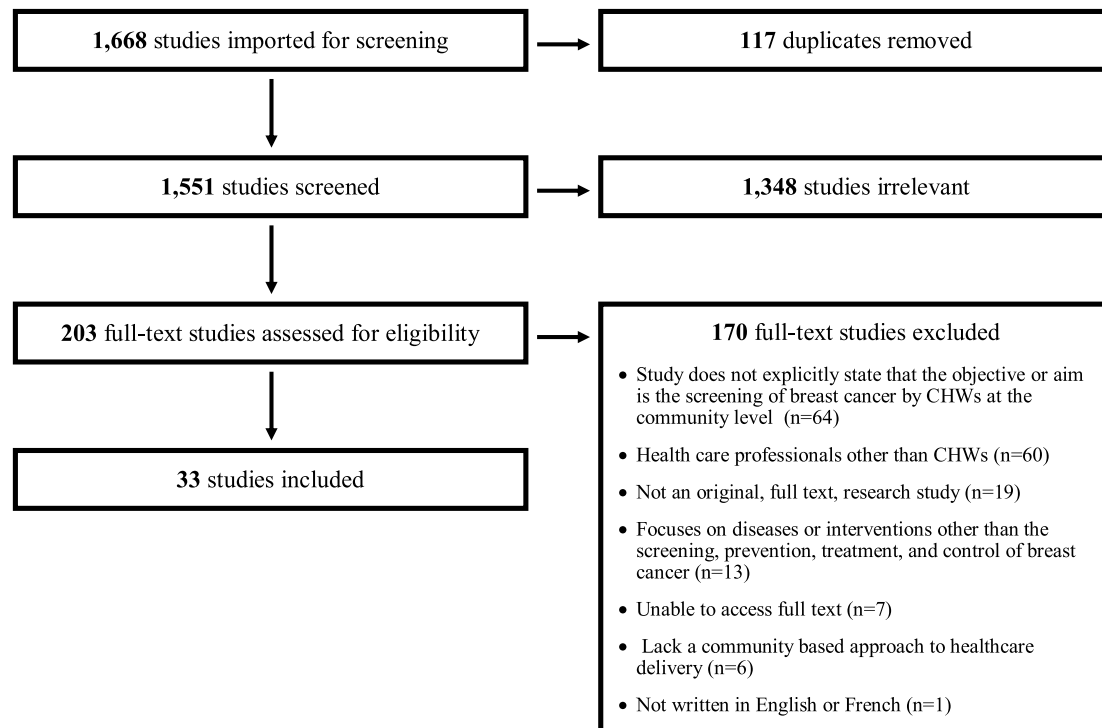 1,668 studies imported for screening
117 duplicates removed
1,551 studies screened
1,348 studies irrelevant
203 full-text studies assessed for eligibility
170 full-text studies excluded
• Study does not explicitly state that the objective or aim
is the screening of breast cancer by CHWs at the
community level (n=64)
• Health care professionals other than CHWs (n=60)
• Not an original, full text, research study (n=19)
• Focuses on diseases or interventions other than the
screening, prevention, treatment, and control of breast
cancer (n=13)
• Unable to access full text (n=7)
• Lack a community based approach to healthcare
delivery (n=6)
• Not written in English or French (n=1)
33 studies included